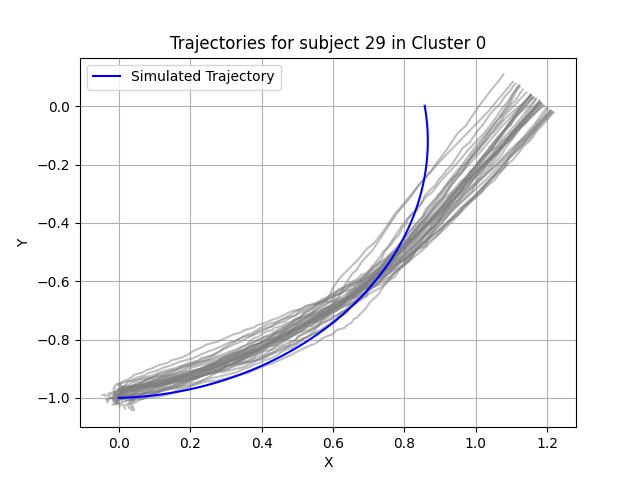 Trajectories for subject 29 in Cluster 0
Simulated Trajectory
0.0
−0.2
−0.4
−0.6
−0.8
−1.0
Y
0.0 0.2 0.4 0.6 0.8 1.0 1.2
X